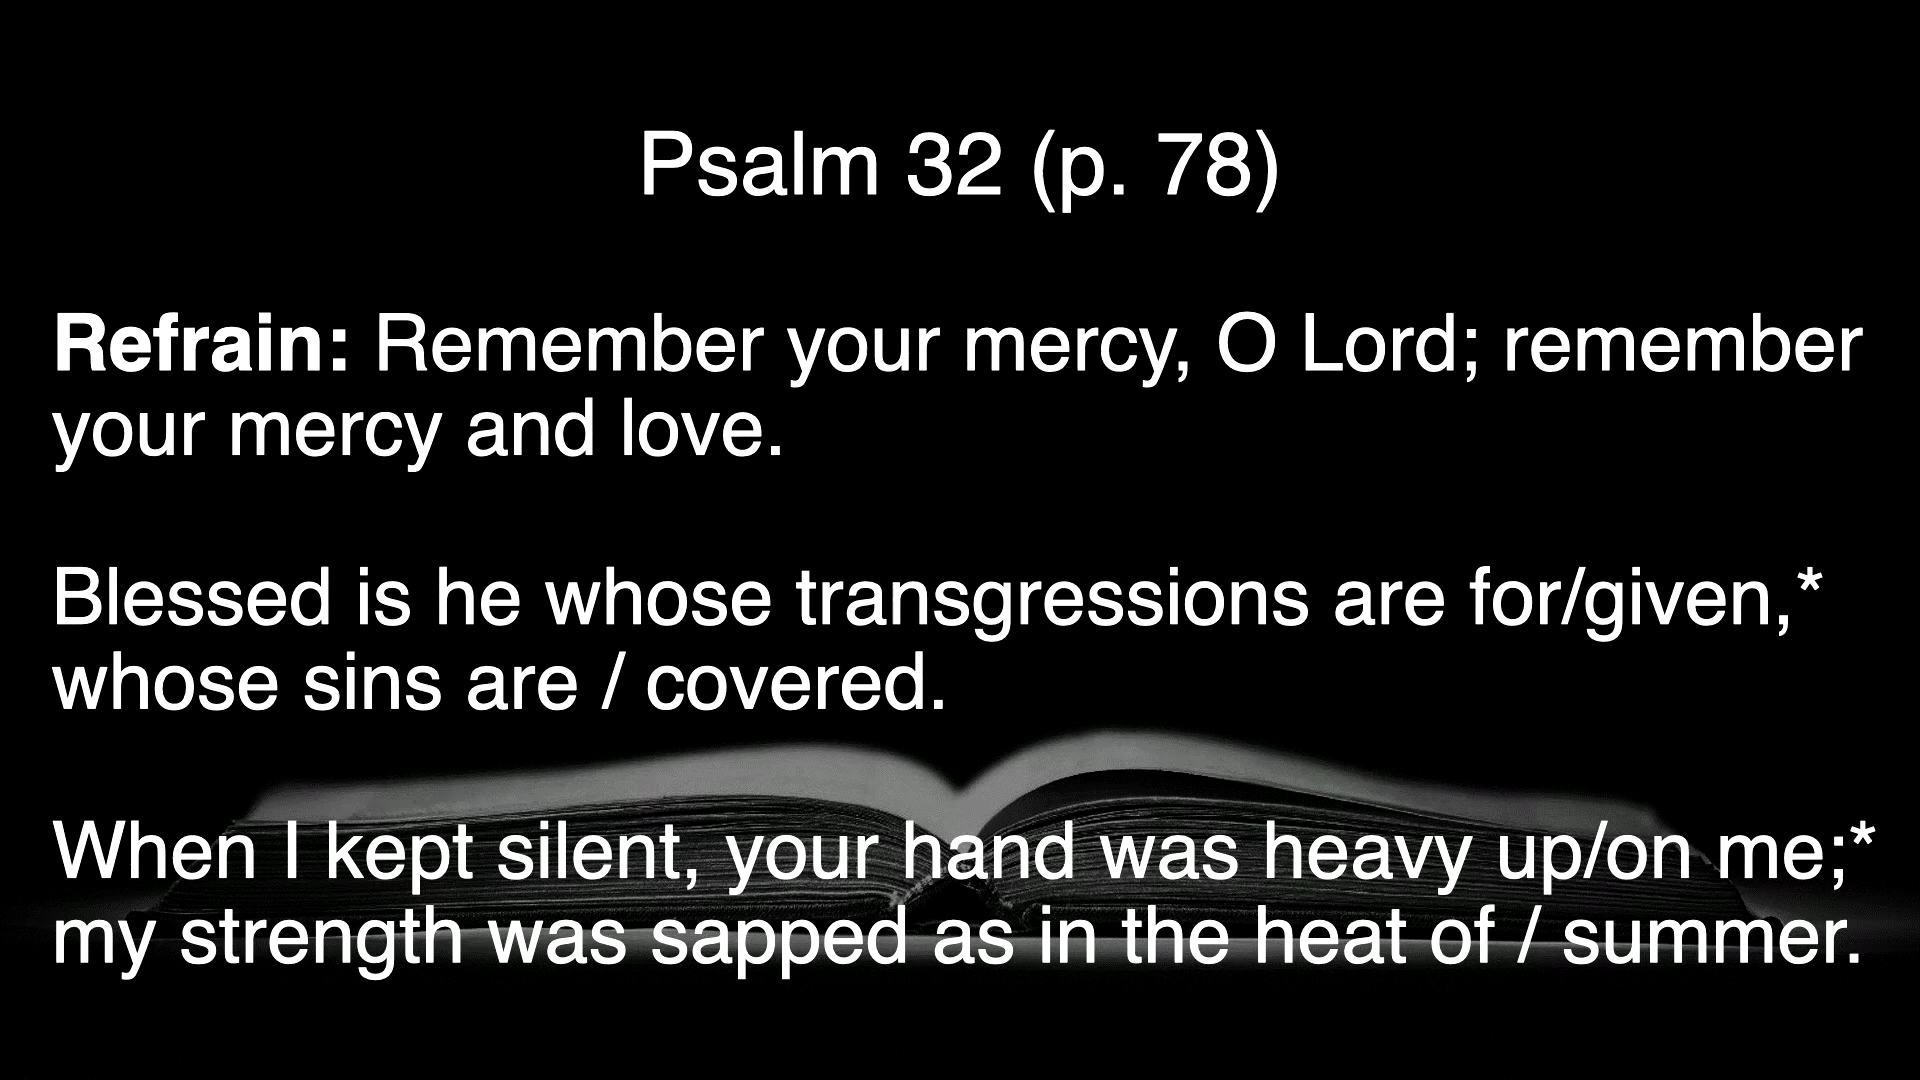 Psalm 32 (p. 78)
Refrain: Remember your mercy, O Lord; remember
your mercy and love.
Blessed is he whose transgressions are for/given,*
whose sins are / covered.
When I kept silent, your hand was heavy up/on me;*
my strength was sapped as in the heat of / summer.